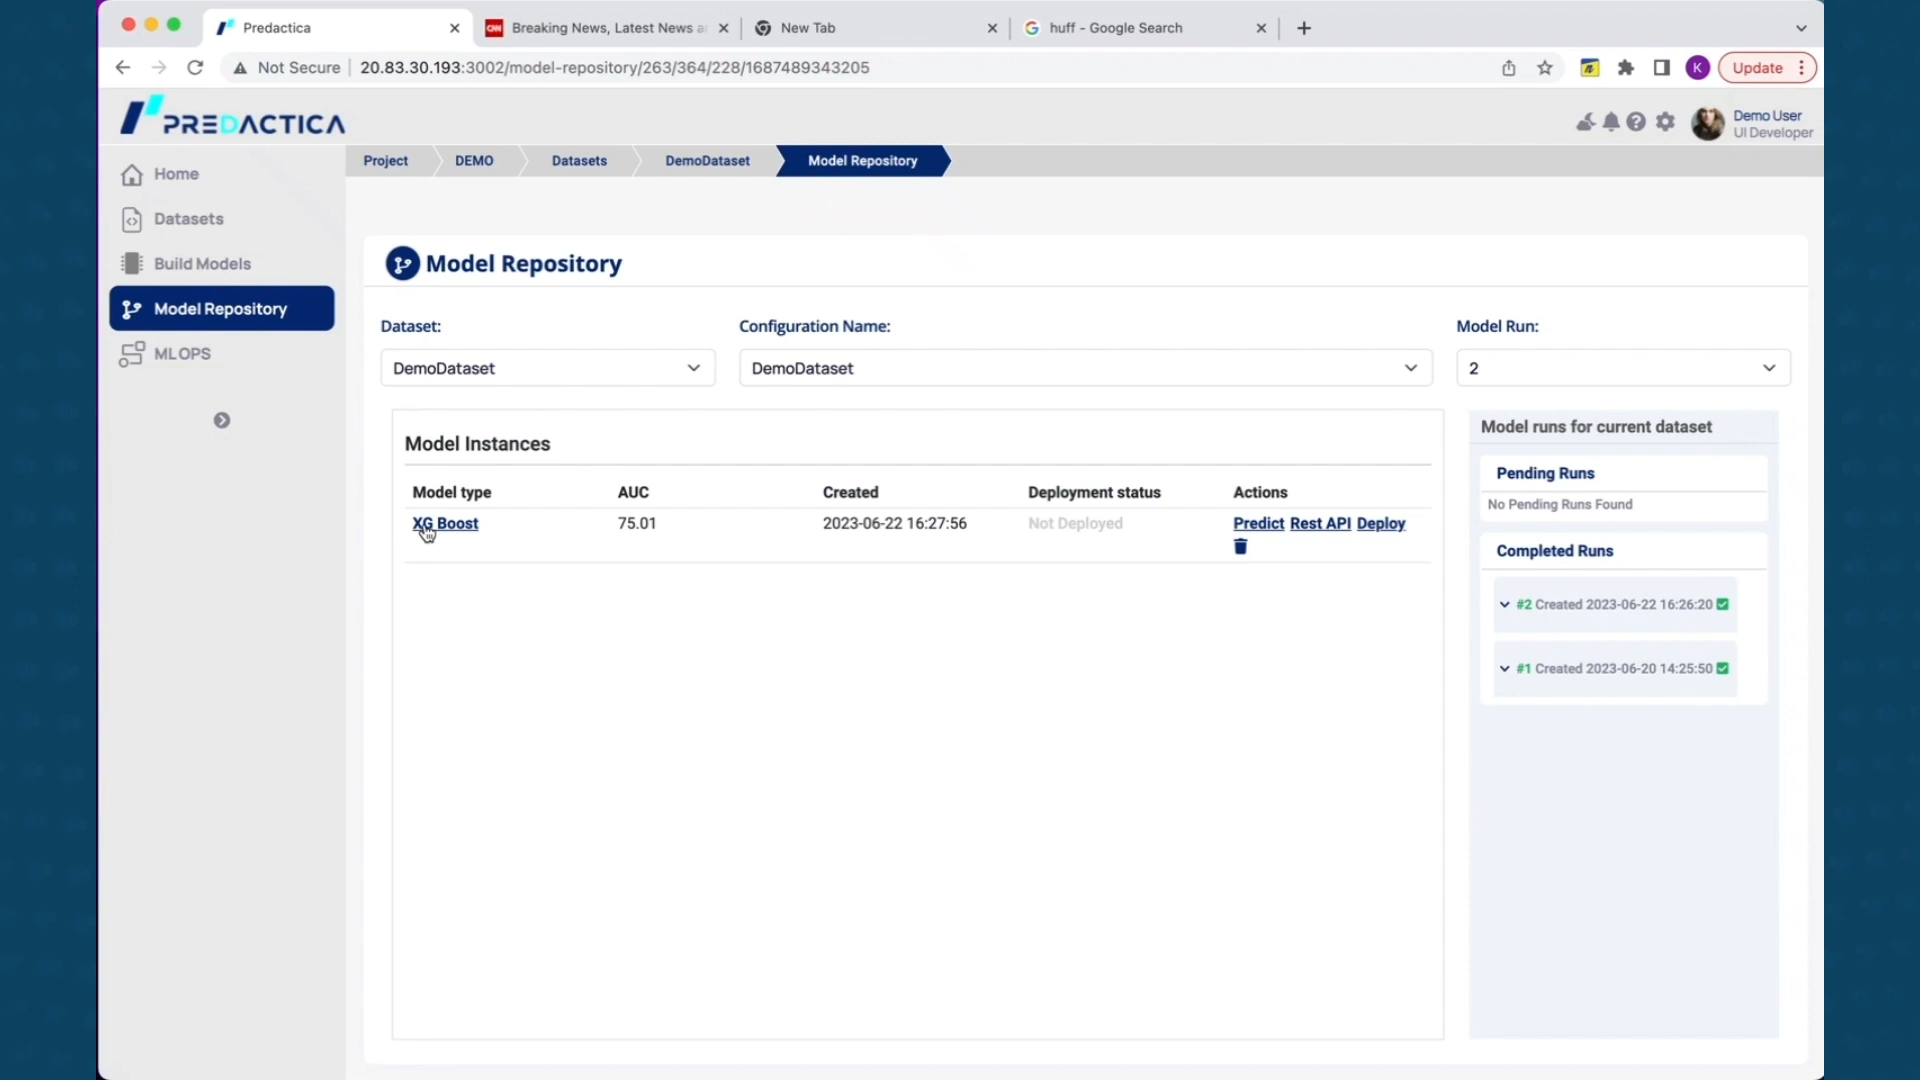 Predactica
CNN Breaking News, Latest News a
New Tab
huff - Google Search
Not Secure | 20.83.30.193:3002/model-repository/263/364/228/1687489343205
K
Update
PREDACTICA
Demo User
UI Developer
Project
DEMO
Datasets
DemoDataset
Model Repository
Home
Datasets
Build Models
Model Repository
MLOPS
Model Repository
Dataset:
Configuration Name:
Model Run:
DemoDataset
DemoDataset
2
Model Instances
Model type AUC Created Deployment status Actions
XG Boost 75.01 2023-06-22 16:27:56 Not Deployed Predict Rest API Deploy
Model runs for current dataset
Pending Runs
No Pending Runs Found
Completed Runs
#2 Created 2023-06-22 16:26:20
#1 Created 2023-06-20 14:25:50